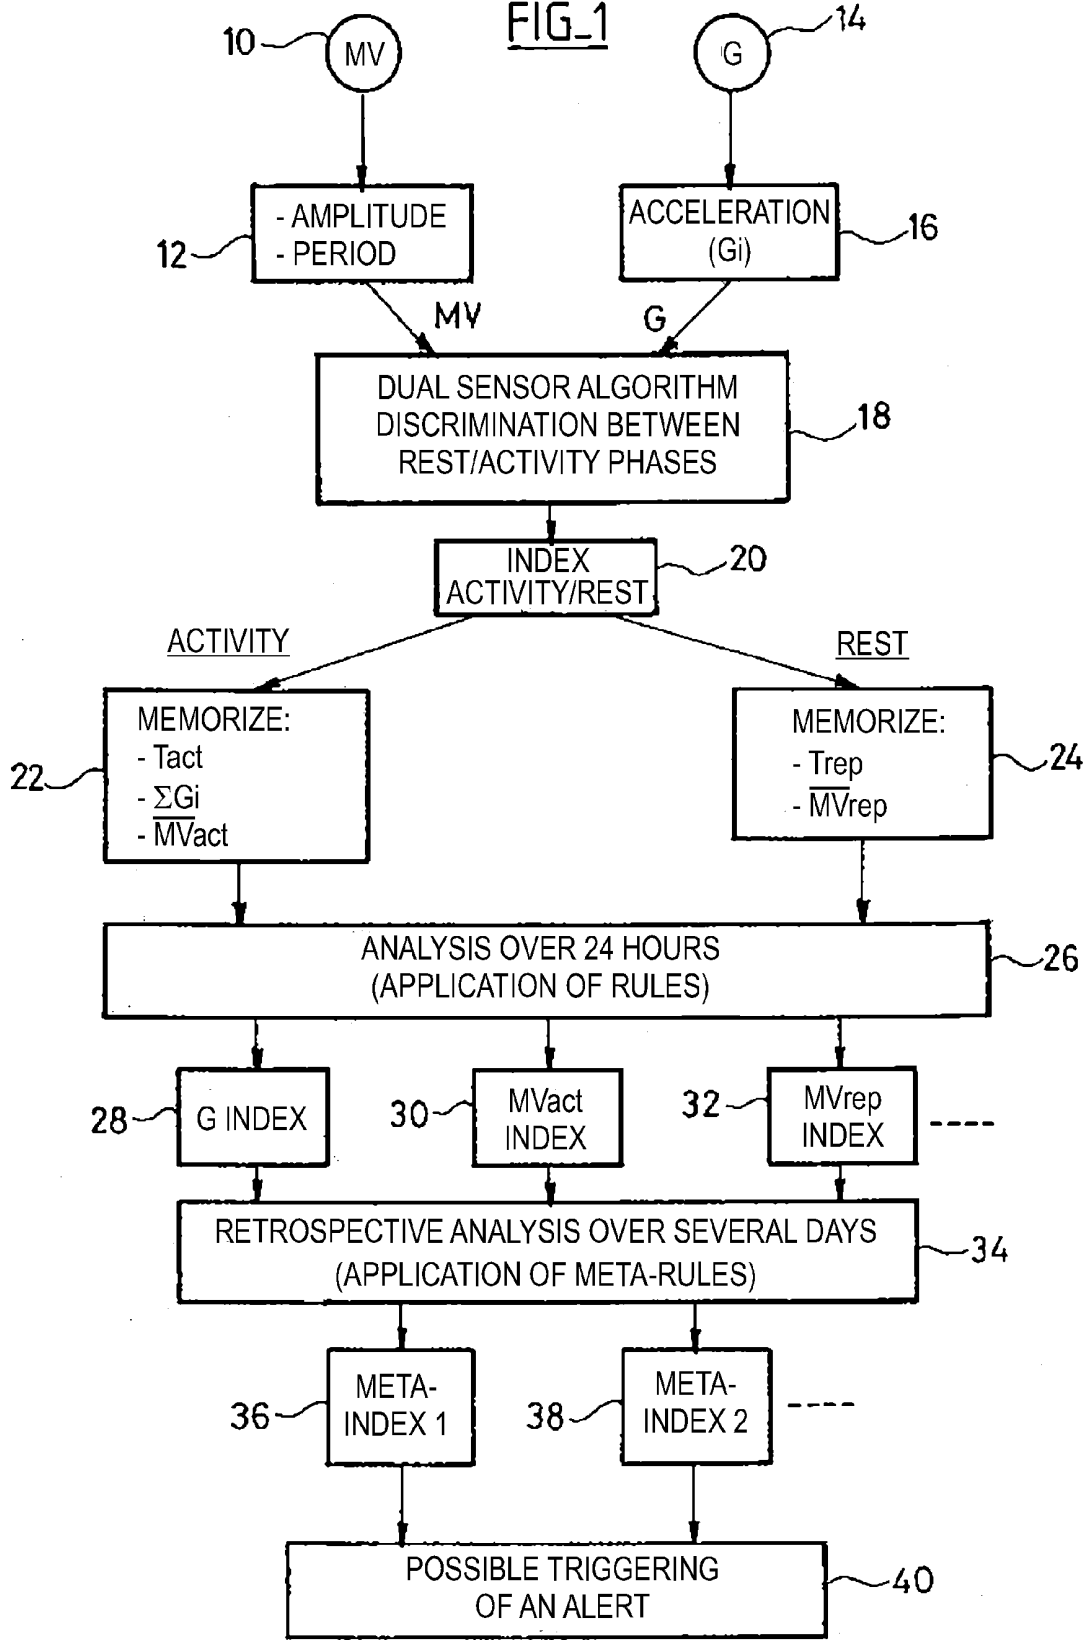 FIG_1
10
MV
14
G
12
- AMPLITUDE
- PERIOD
ACCELERATION
(Gi)
16
MV
G
DUAL SENSOR ALGORITHM
DISCRIMINATION BETWEEN
REST/ACTIVITY PHASES
18
INDEX
ACTIVITY/REST
20
ACTIVITY
REST
22
MEMORIZE:
- Tact
- ΣGi
- M̅V̅act
MEMORIZE:
- Trep
- M̅V̅rep
24
ANALYSIS OVER 24 HOURS
(APPLICATION OF RULES)
26
28
G INDEX
30
MVact
INDEX
32
MVrep
INDEX
RETROSPECTIVE ANALYSIS OVER SEVERAL DAYS
(APPLICATION OF META-RULES)
34
36
META-
INDEX 1
38
META-
INDEX 2
POSSIBLE TRIGGERING
OF AN ALERT
40